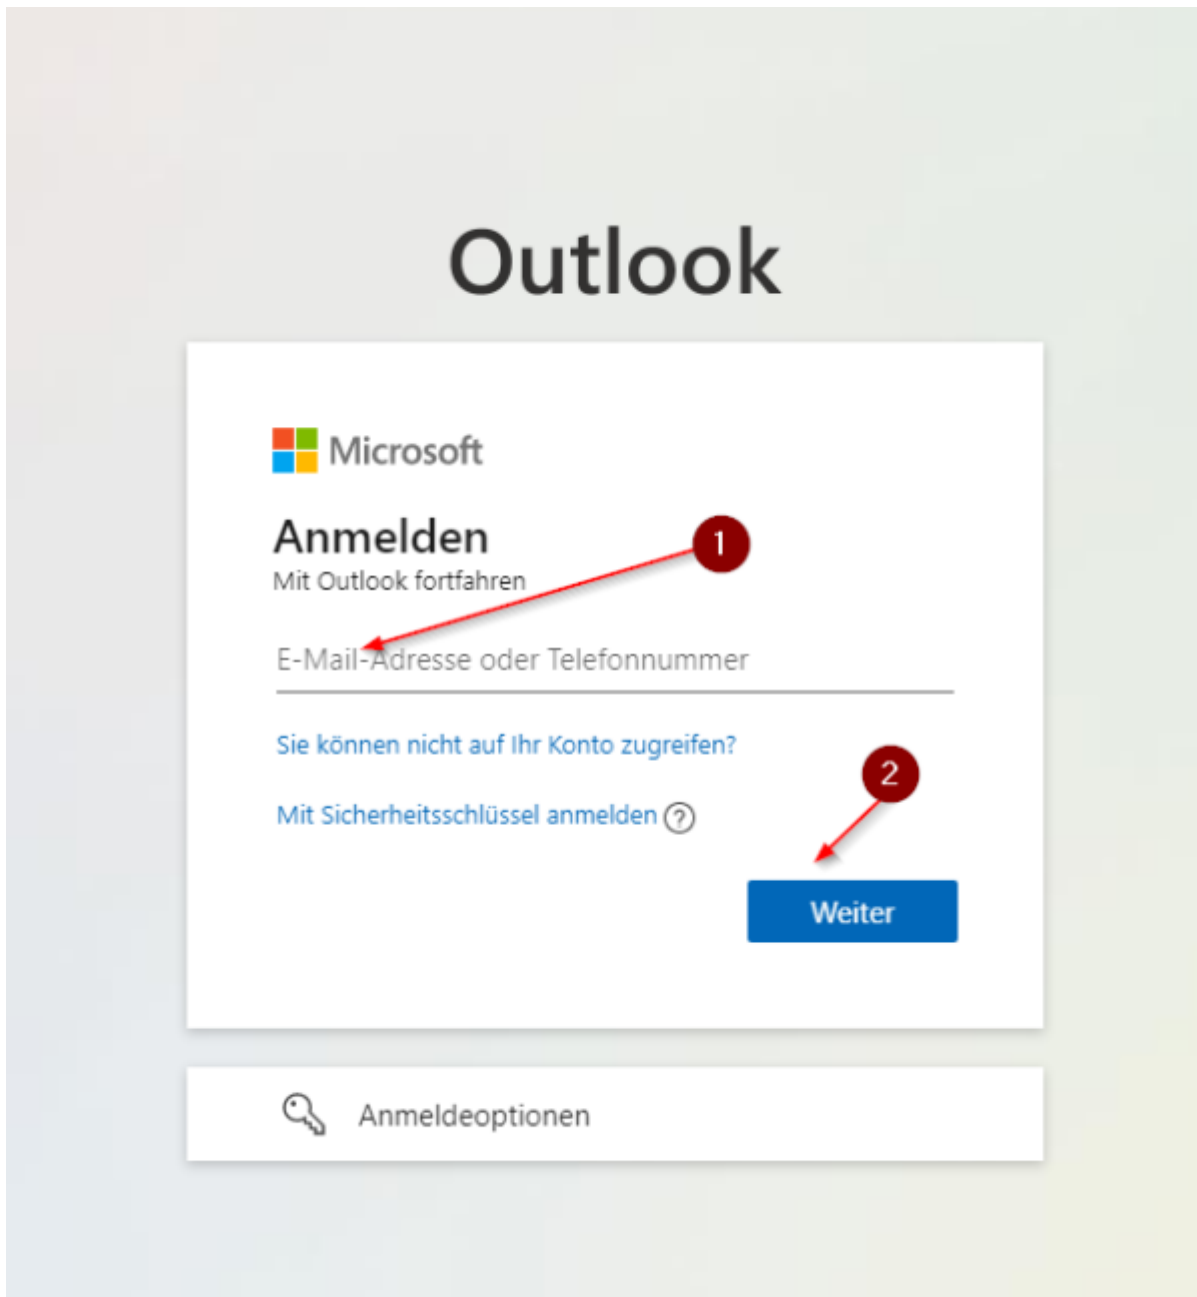 Outlook
Microsoft
Anmelden
1
Mit Outlook fortfahren
E-Mail-Adresse oder Telefonnummer
Sie können nicht auf Ihr Konto zugreifen?
2
Mit Sicherheitsschlüssel anmelden ?
Weiter
Anmeldeoptionen